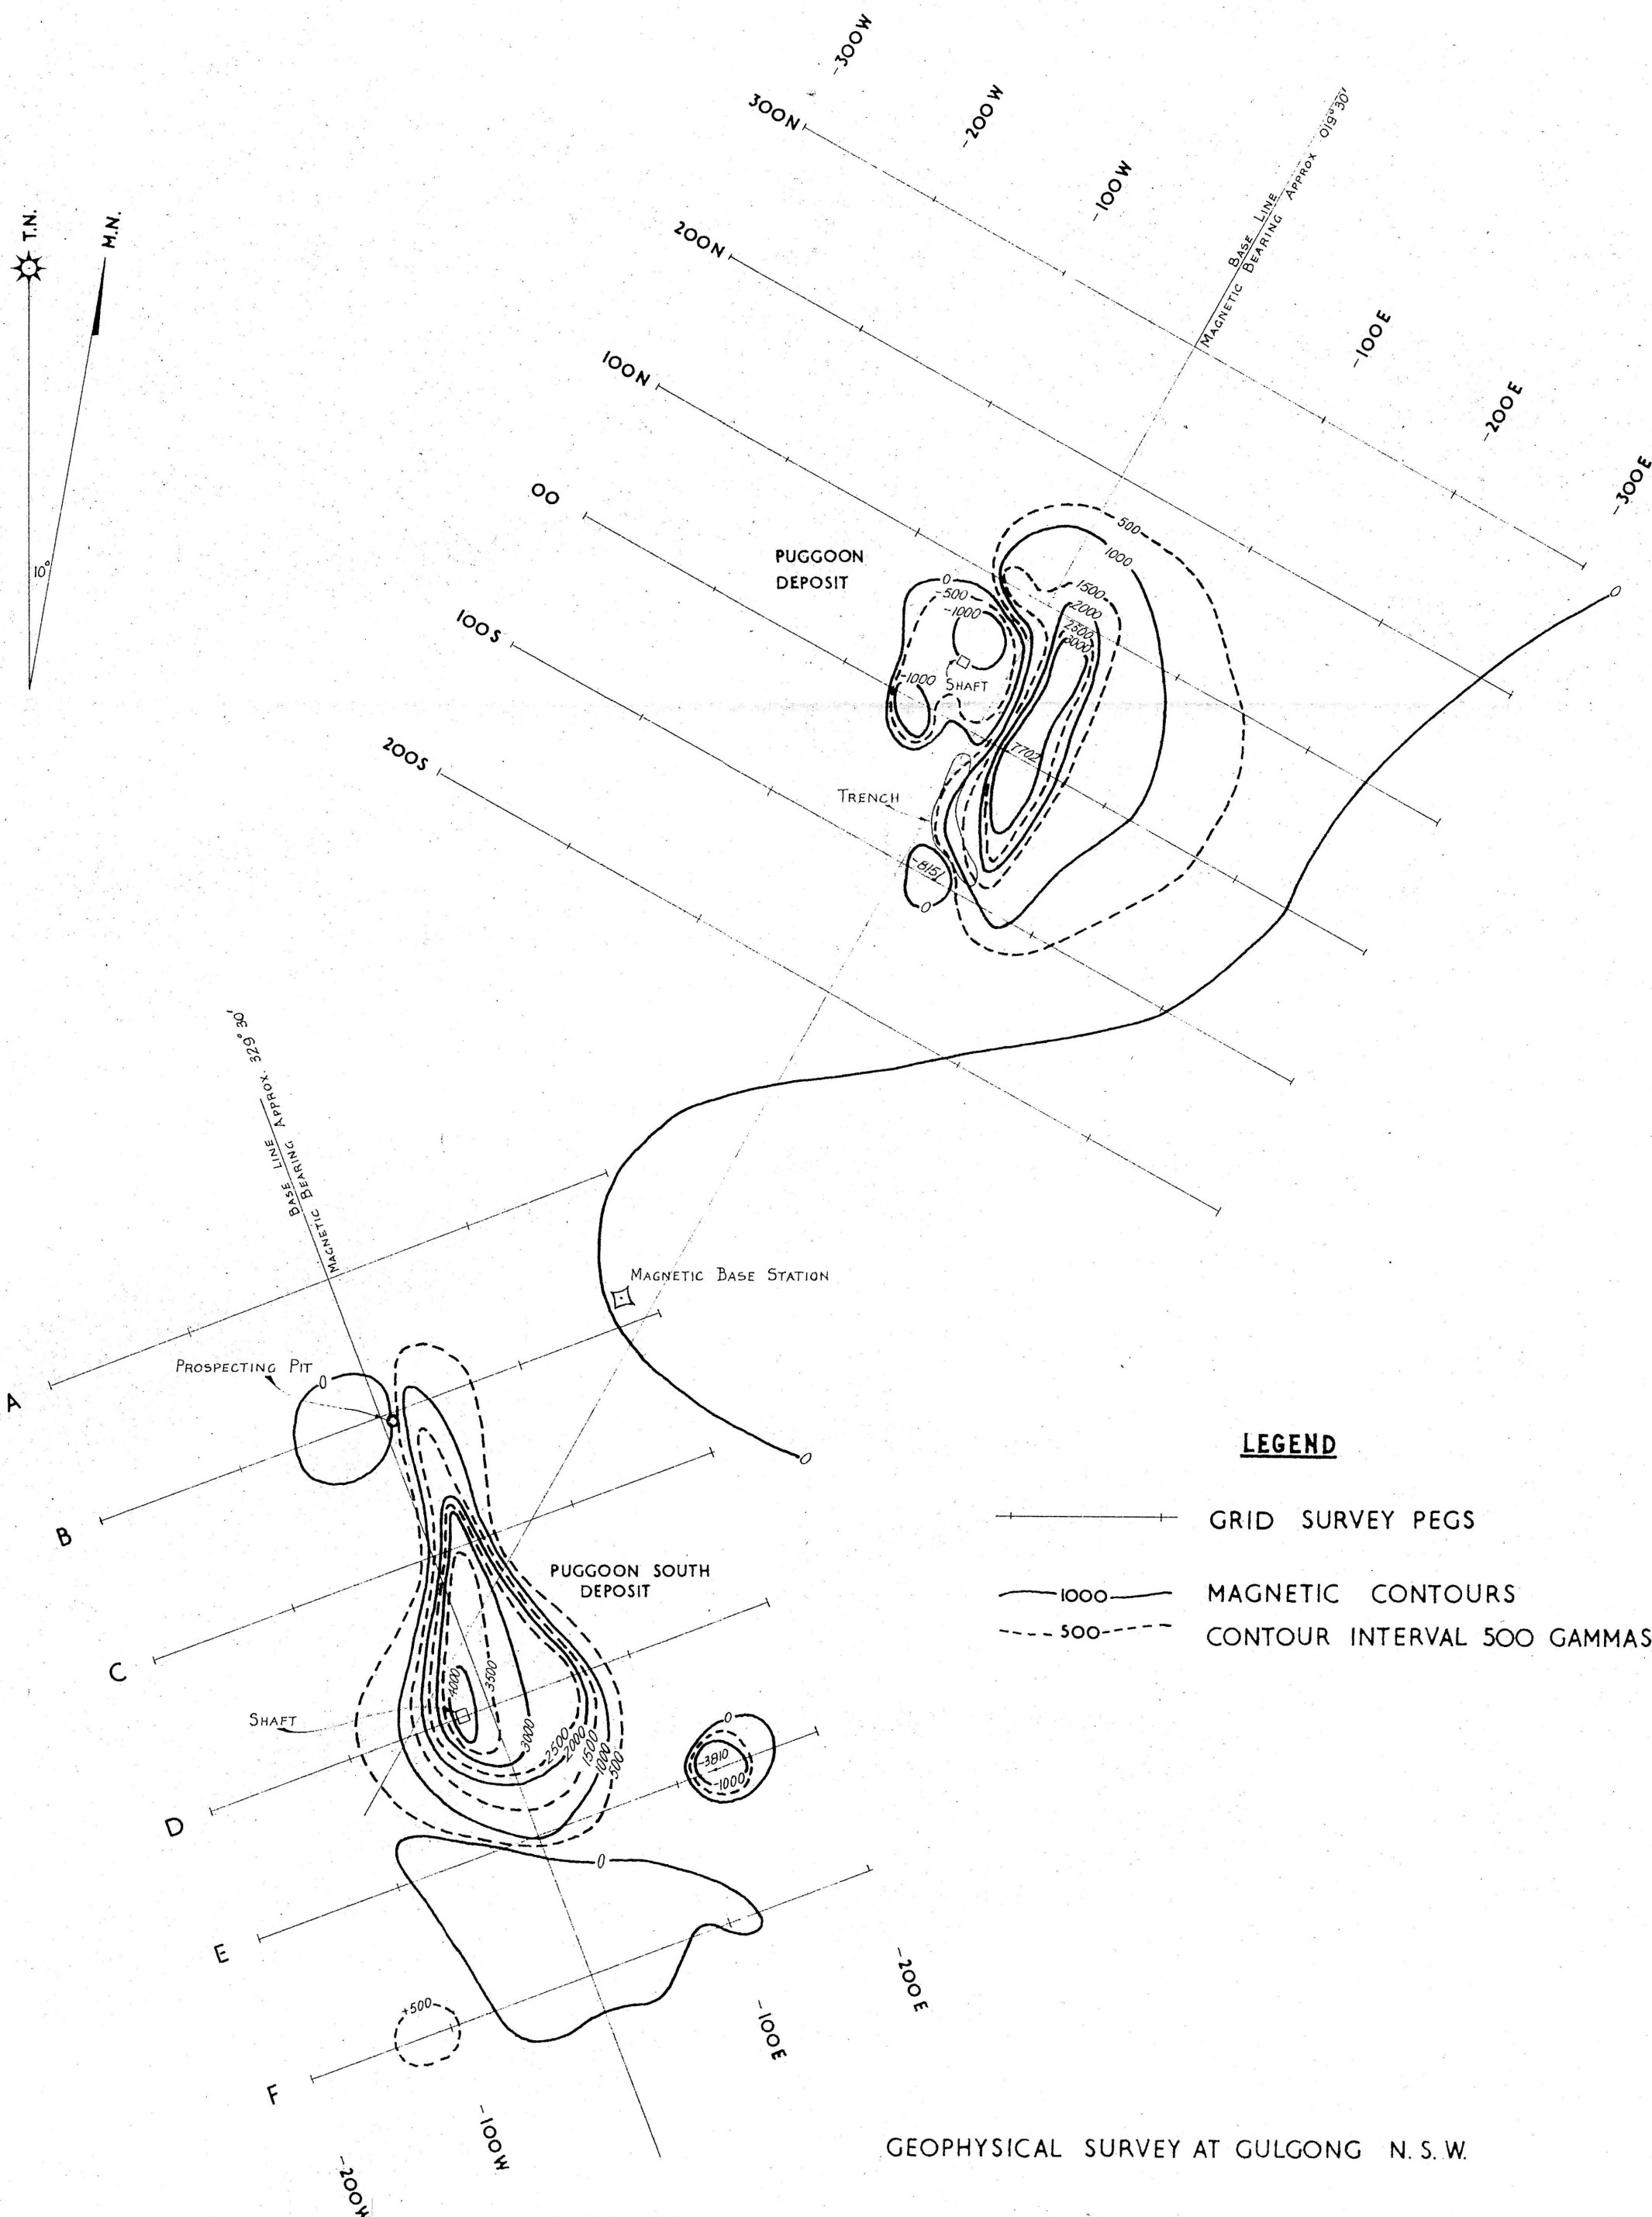 -300W
300N
-200W
-100W
BASE LINE
MAGNETIC BEARING APPROX 019°30'
T.N.
M.N.
10°
200N
-100E
-200E
-300E
100N
00
PUGGOON
DEPOSIT
500
1000
1500
2000
2500
3000
0
-500
-1000
SHAFT
-1000
0
100S
7702
200S
TRENCH
-8151
0
BASE LINE
MAGNETIC BEARING APPROX. 329°30'
MAGNETIC BASE STATION
PROSPECTING PIT
0
A
0
LEGEND
B
GRID SURVEY PEGS
PUGGOON SOUTH
DEPOSIT
1000 MAGNETIC CONTOURS
500 CONTOUR INTERVAL 500 GAMMAS
C
4000
3500
SHAFT
3000
2500
2000
1500
1000
500
0
-3810
-1000
D
0
E
-200E
+500
-100E
F
-100W
-200W
GEOPHYSICAL SURVEY AT GULGONG N.S.W.